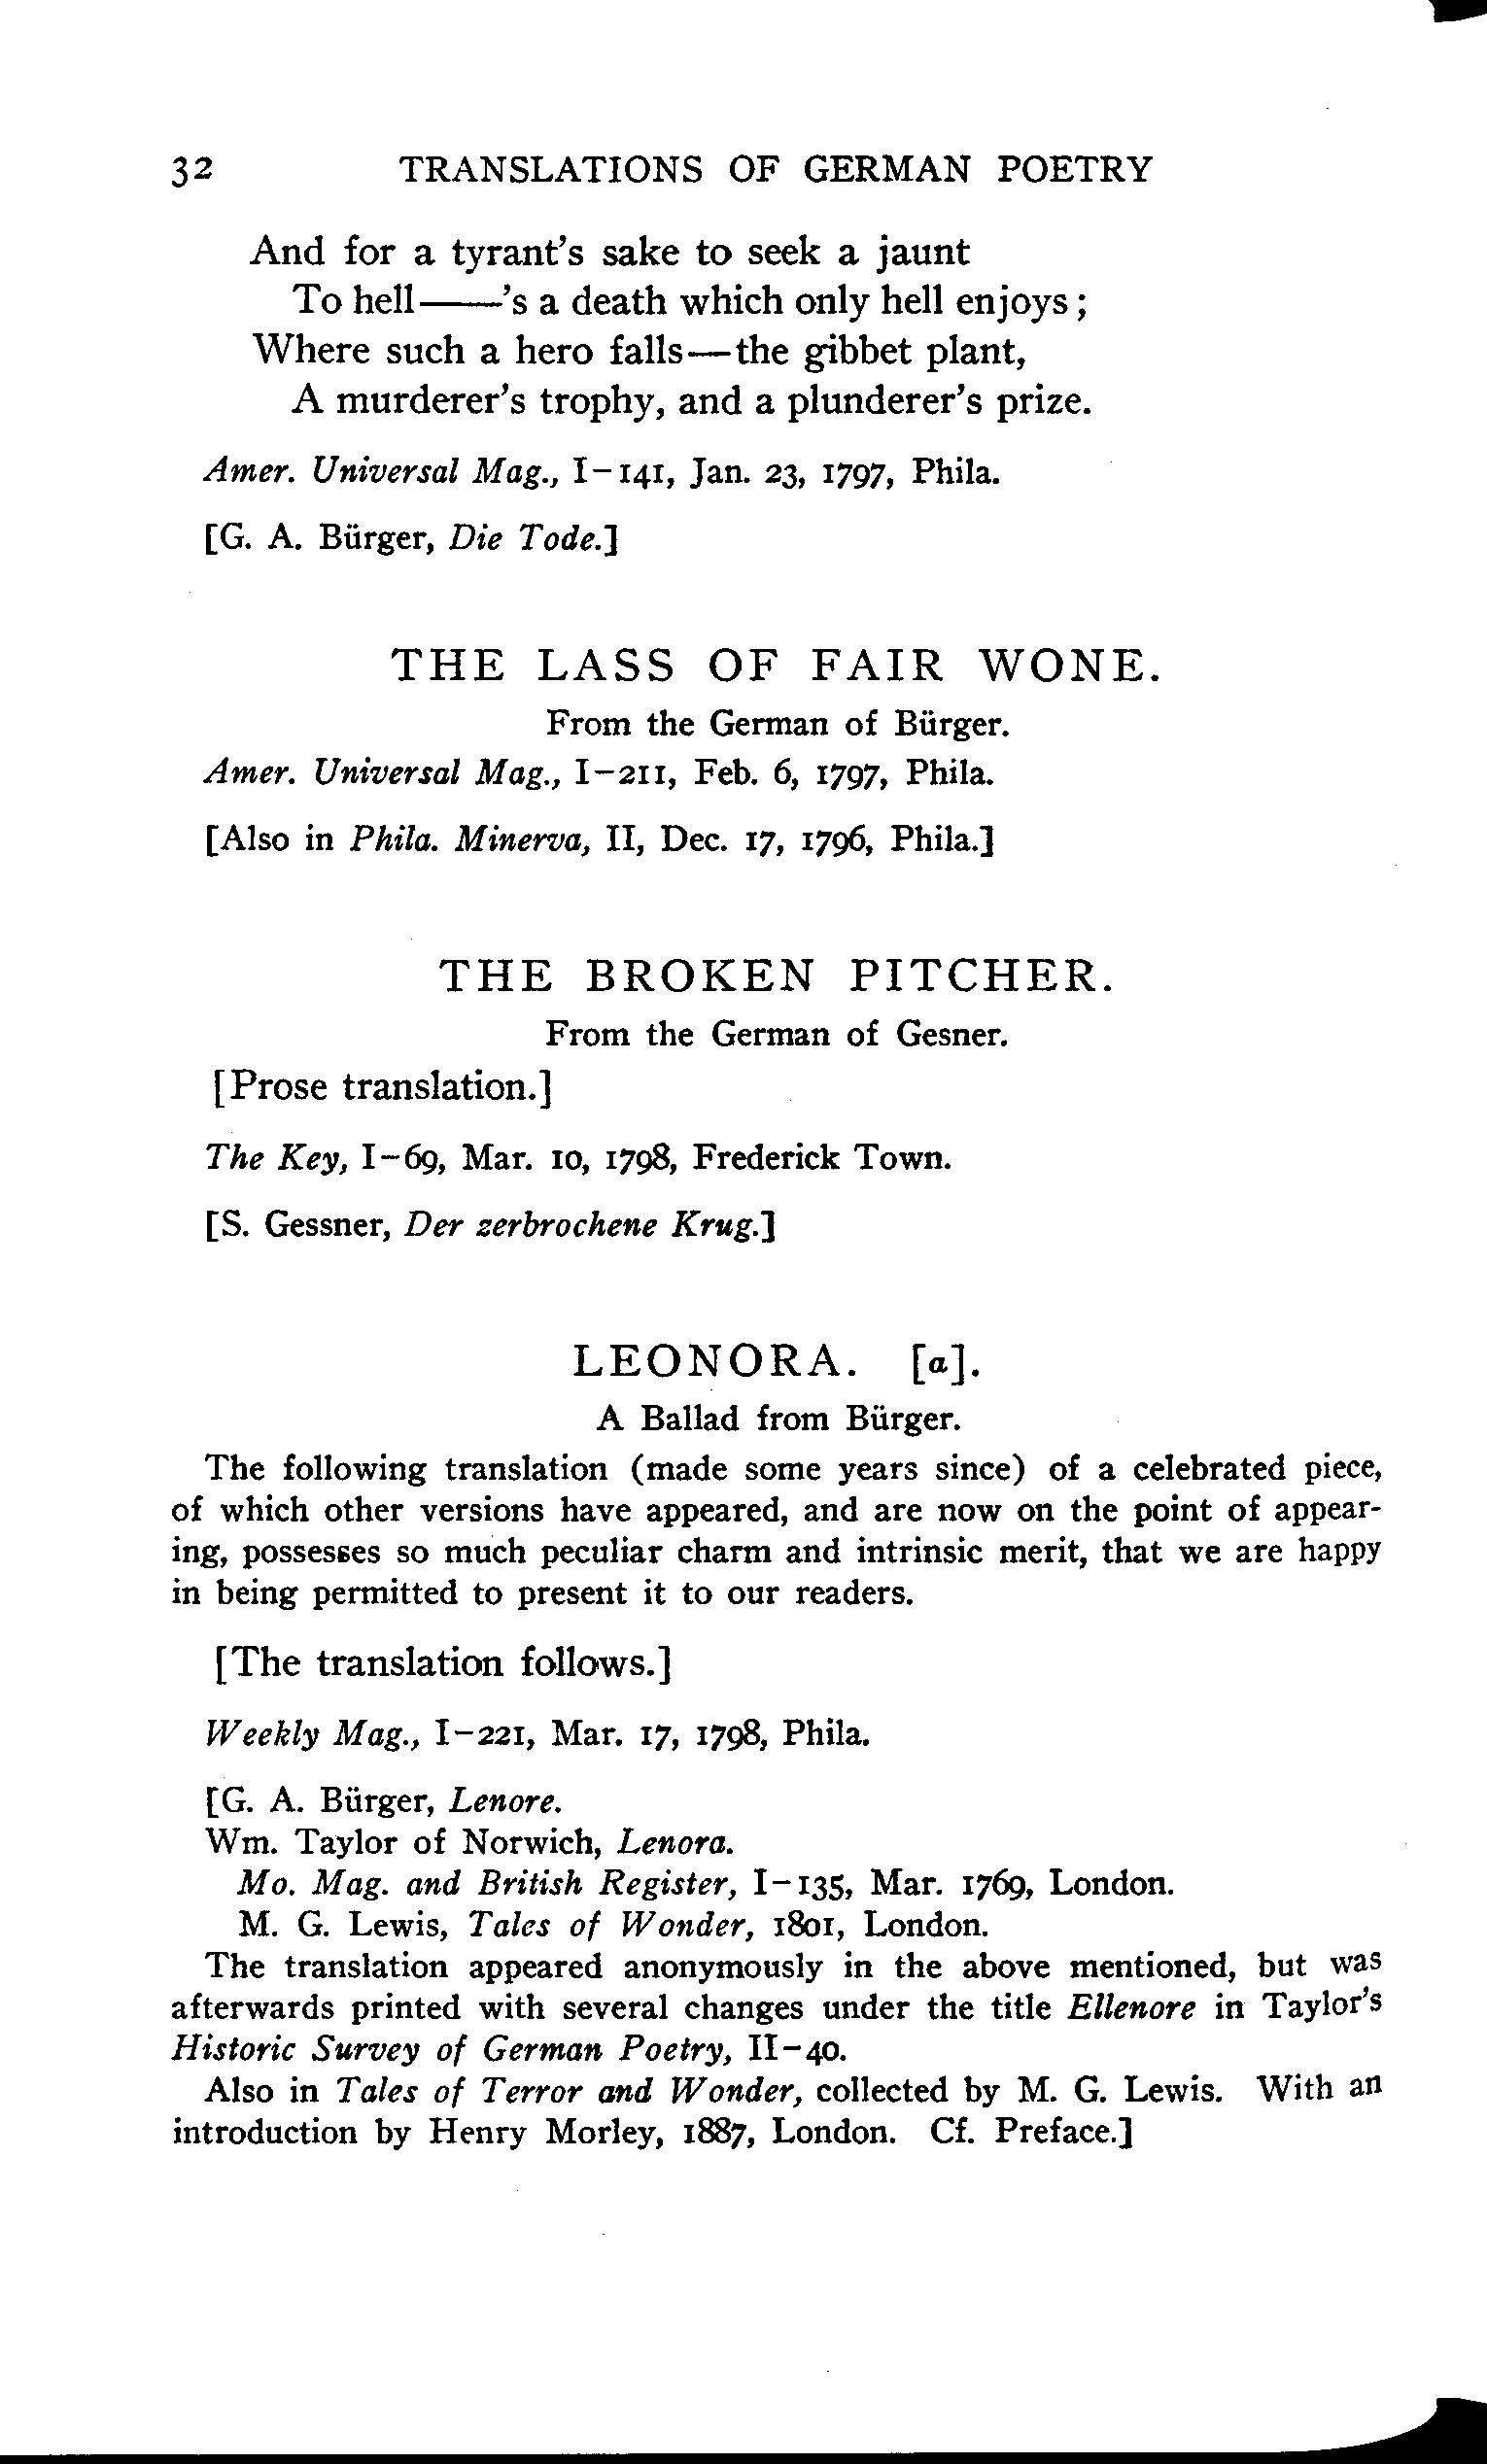 32 TRANSLATIONS OF GERMAN POETRY
And for a tyrant's sake to seek a jaunt
To hell——'s a death which only hell enjoys;
Where such a hero falls—the gibbet plant,
A murderer's trophy, and a plunderer's prize.
Amer. Universal Mag., I–141, Jan. 23, 1797, Phila.
[G. A. Bürger, Die Tode.]
THE LASS OF FAIR WONE.
From the German of Bürger.
Amer. Universal Mag., I–211, Feb. 6, 1797, Phila.
[Also in Phila. Minerva, II, Dec. 17, 1796, Phila.]
THE BROKEN PITCHER.
From the German of Gesner.
[Prose translation.]
The Key, I–69, Mar. 10, 1798, Frederick Town.
[S. Gessner, Der zerbrochene Krug.]
LEONORA. [a].
A Ballad from Bürger.
The following translation (made some years since) of a celebrated piece,
of which other versions have appeared, and are now on the point of appear-
ing, possesses so much peculiar charm and intrinsic merit, that we are happy
in being permitted to present it to our readers.
[The translation follows.]
Weekly Mag., I–221, Mar. 17, 1798, Phila.
[G. A. Bürger, Lenore.
Wm. Taylor of Norwich, Lenora.
Mo. Mag. and British Register, I–135, Mar. 1769, London.
M. G. Lewis, Tales of Wonder, 1801, London.
The translation appeared anonymously in the above mentioned, but was
afterwards printed with several changes under the title Ellenore in Taylor's
Historic Survey of German Poetry, II–40.
Also in Tales of Terror and Wonder, collected by M. G. Lewis. With an
introduction by Henry Morley, 1887, London. Cf. Preface.]